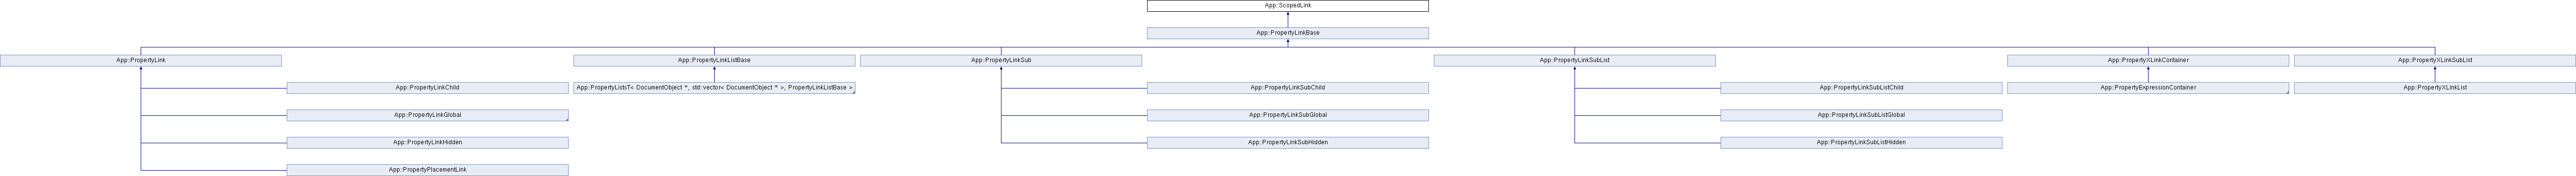 App::ScopedLink
App::PropertyLinkBase
App::PropertyLink
App::PropertyLinkListBase
App::PropertyLinkSub
App::PropertyLinkSubList
App::PropertyXLinkContainer
App::PropertyXLinkSubList
App::PropertyLinkChild
App::PropertyListsT< DocumentObject *, std::vector< DocumentObject * >, PropertyLinkListBase >
App::PropertyLinkSubChild
App::PropertyLinkSubListChild
App::PropertyExpressionContainer
App::PropertyXLinkList
App::PropertyLinkGlobal
App::PropertyLinkSubGlobal
App::PropertyLinkSubListGlobal
App::PropertyLinkHidden
App::PropertyLinkSubHidden
App::PropertyLinkSubListHidden
App::PropertyPlacementLink